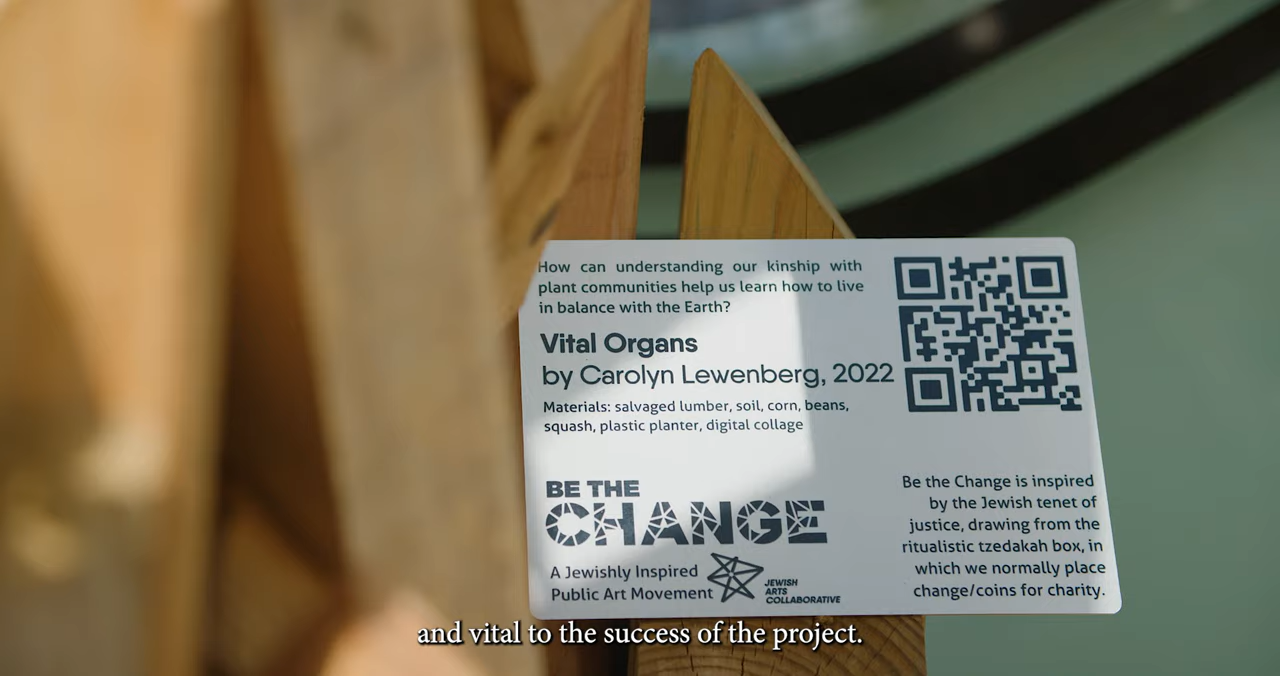 How can understanding our kinship with
plant communities help us learn how to live
in balance with the Earth?
Vital Organs
by Carolyn Lewenberg, 2022
Materials: salvaged lumber, soil, corn, beans,
squash, plastic planter, digital collage
BE THE
CHANGE
A Jewishly Inspired
Public Art Movement
JEWISH
ARTS
COLLABORATIVE
Be the Change is inspired
by the Jewish tenet of
justice, drawing from the
ritualistic tzedakah box, in
which we normally place
change/coins for charity.
and vital to the success of the project.